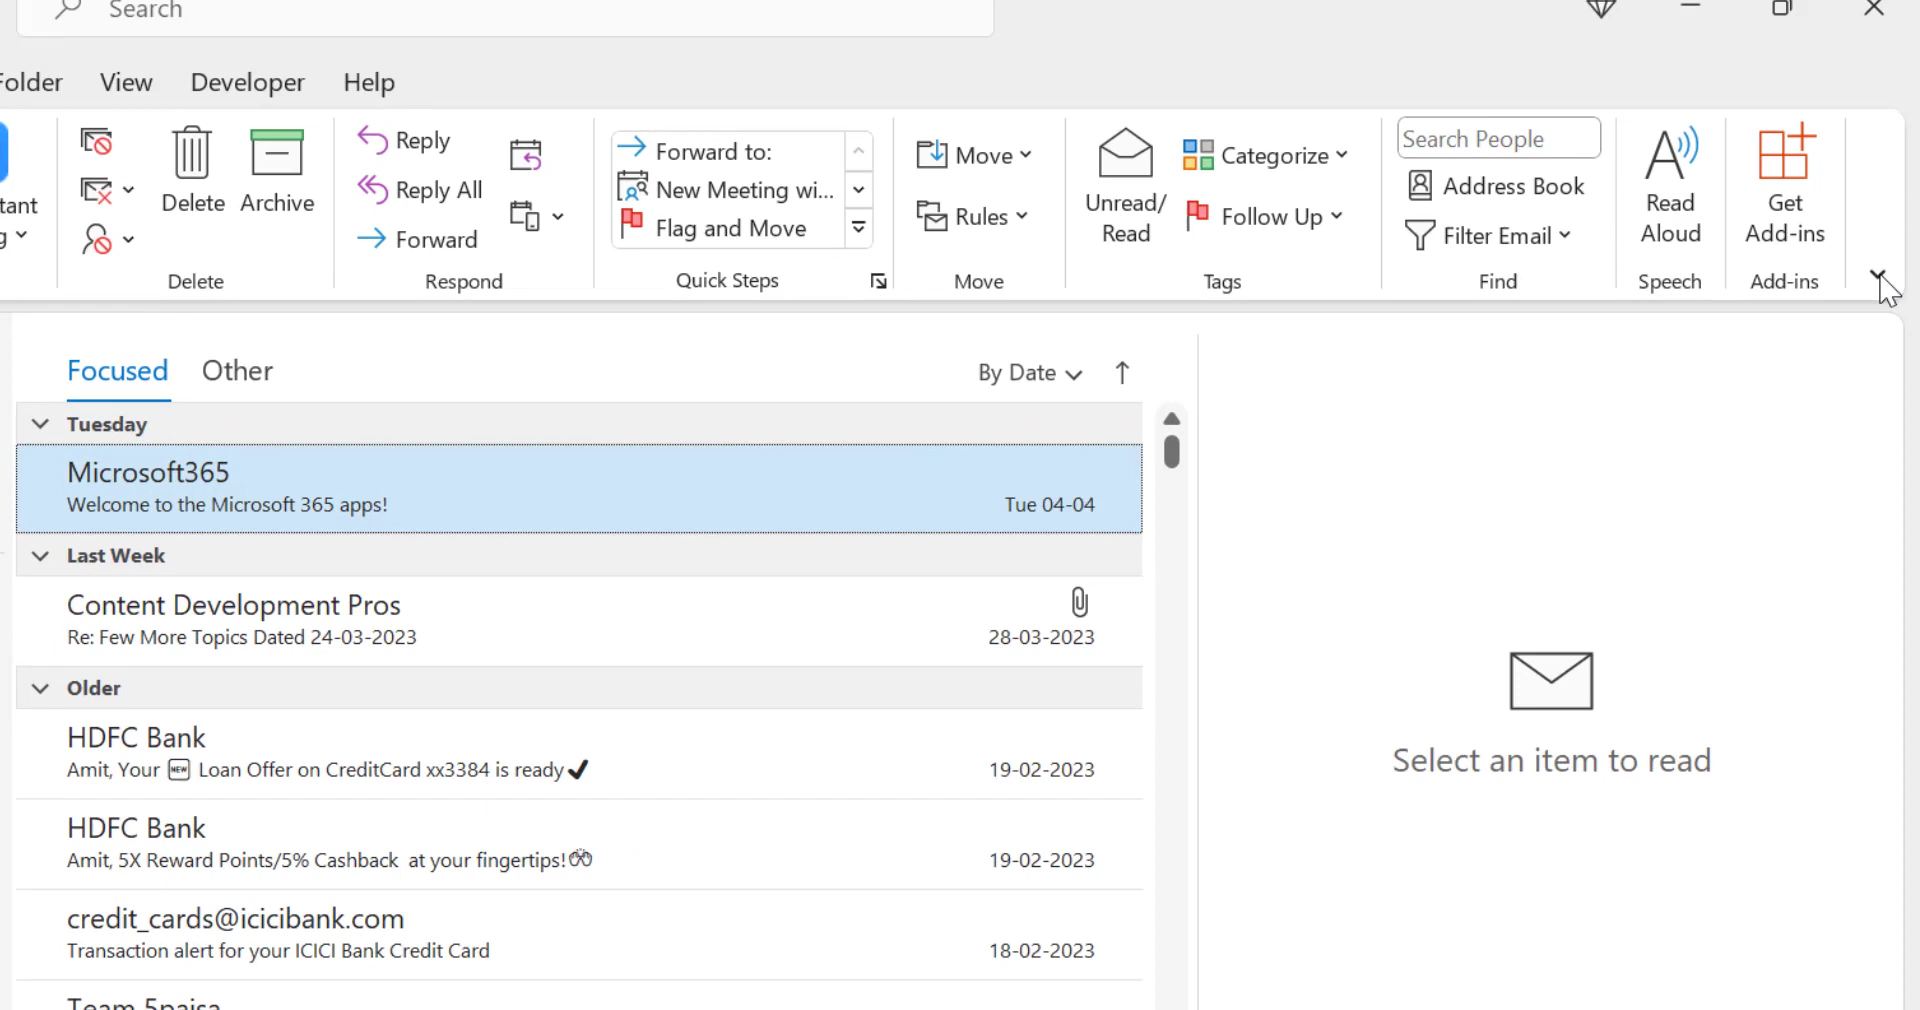 Search
Folder View Developer Help
Reply
Reply All
Forward
Delete Archive
Forward to:
New Meeting wi...
Flag and Move
Move
Rules
Unread/
Read
Categorize
Follow Up
Search People
Address Book
Filter Email
Read
Aloud
Get
Add-ins
Delete Respond Quick Steps Move Tags Find Speech Add-ins
Focused Other By Date
Tuesday
Microsoft365
Welcome to the Microsoft 365 apps! Tue 04-04
Last Week
Content Development Pros
Re: Few More Topics Dated 24-03-2023 28-03-2023
Older
HDFC Bank
Amit, Your NEW Loan Offer on CreditCard xx3384 is ready✔ 19-02-2023
HDFC Bank
Amit, 5X Reward Points/5% Cashback at your fingertips! 19-02-2023
credit_cards@icicibank.com
Transaction alert for your ICICI Bank Credit Card 18-02-2023
Team 5paisa
Select an item to read